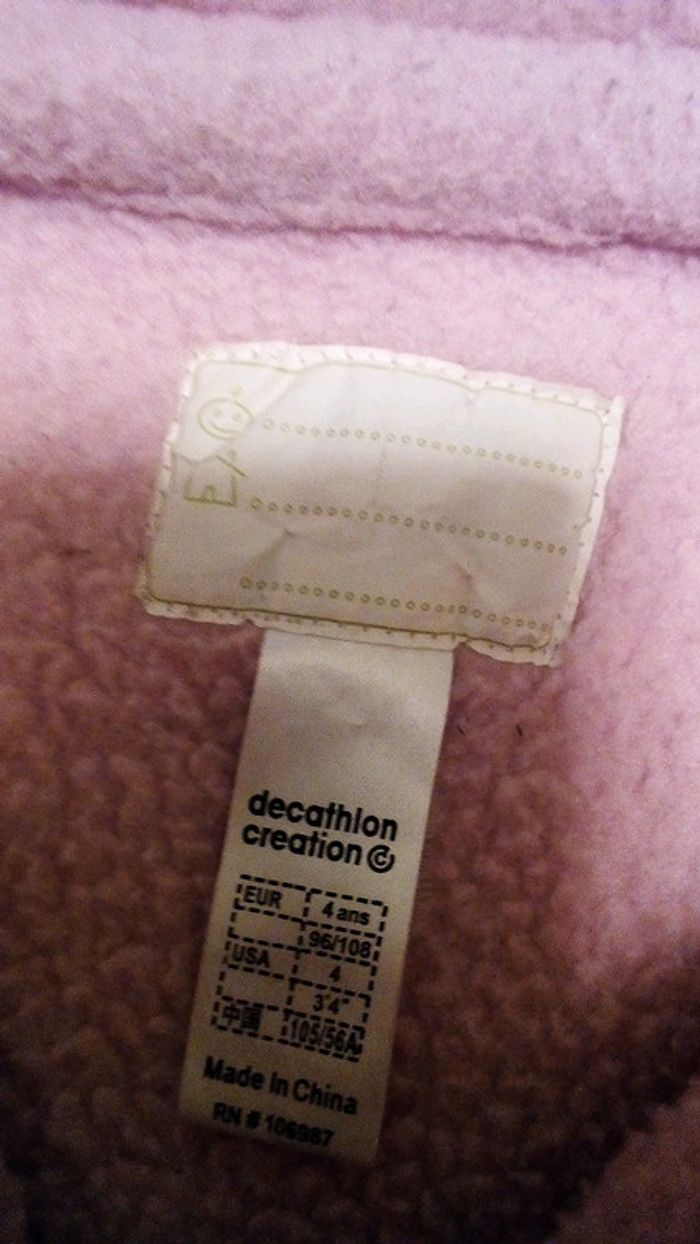 decathlon
creation
EUR 4 ans
96/108
USA 4
3'4"
中國 105/56A
Made in China
RN # 106987